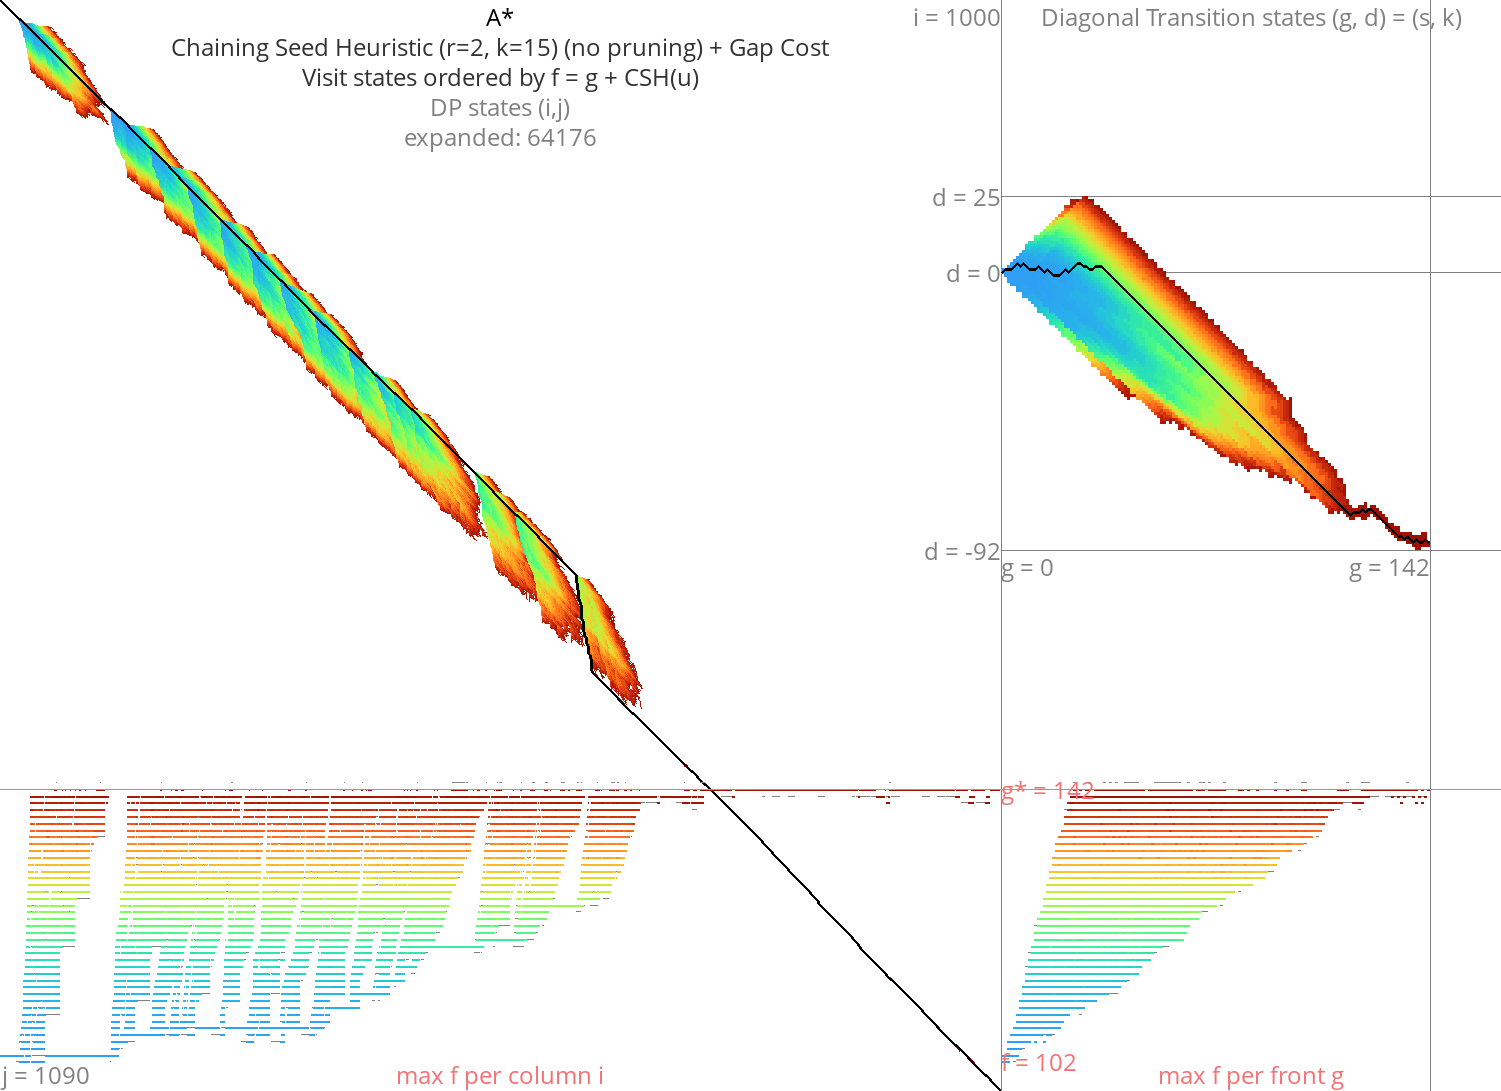 A*
Chaining Seed Heuristic (r=2, k=15) (no pruning) + Gap Cost
Visit states ordered by f = g + CSH(u)
DP states (i,j)
expanded: 64176
i = 1000
Diagonal Transition states (g, d) = (s, k)
d = 25
d = 0
d = -92
g = 0
g = 142
g* = 142
f = 102
j = 1090
max f per column i
max f per front g